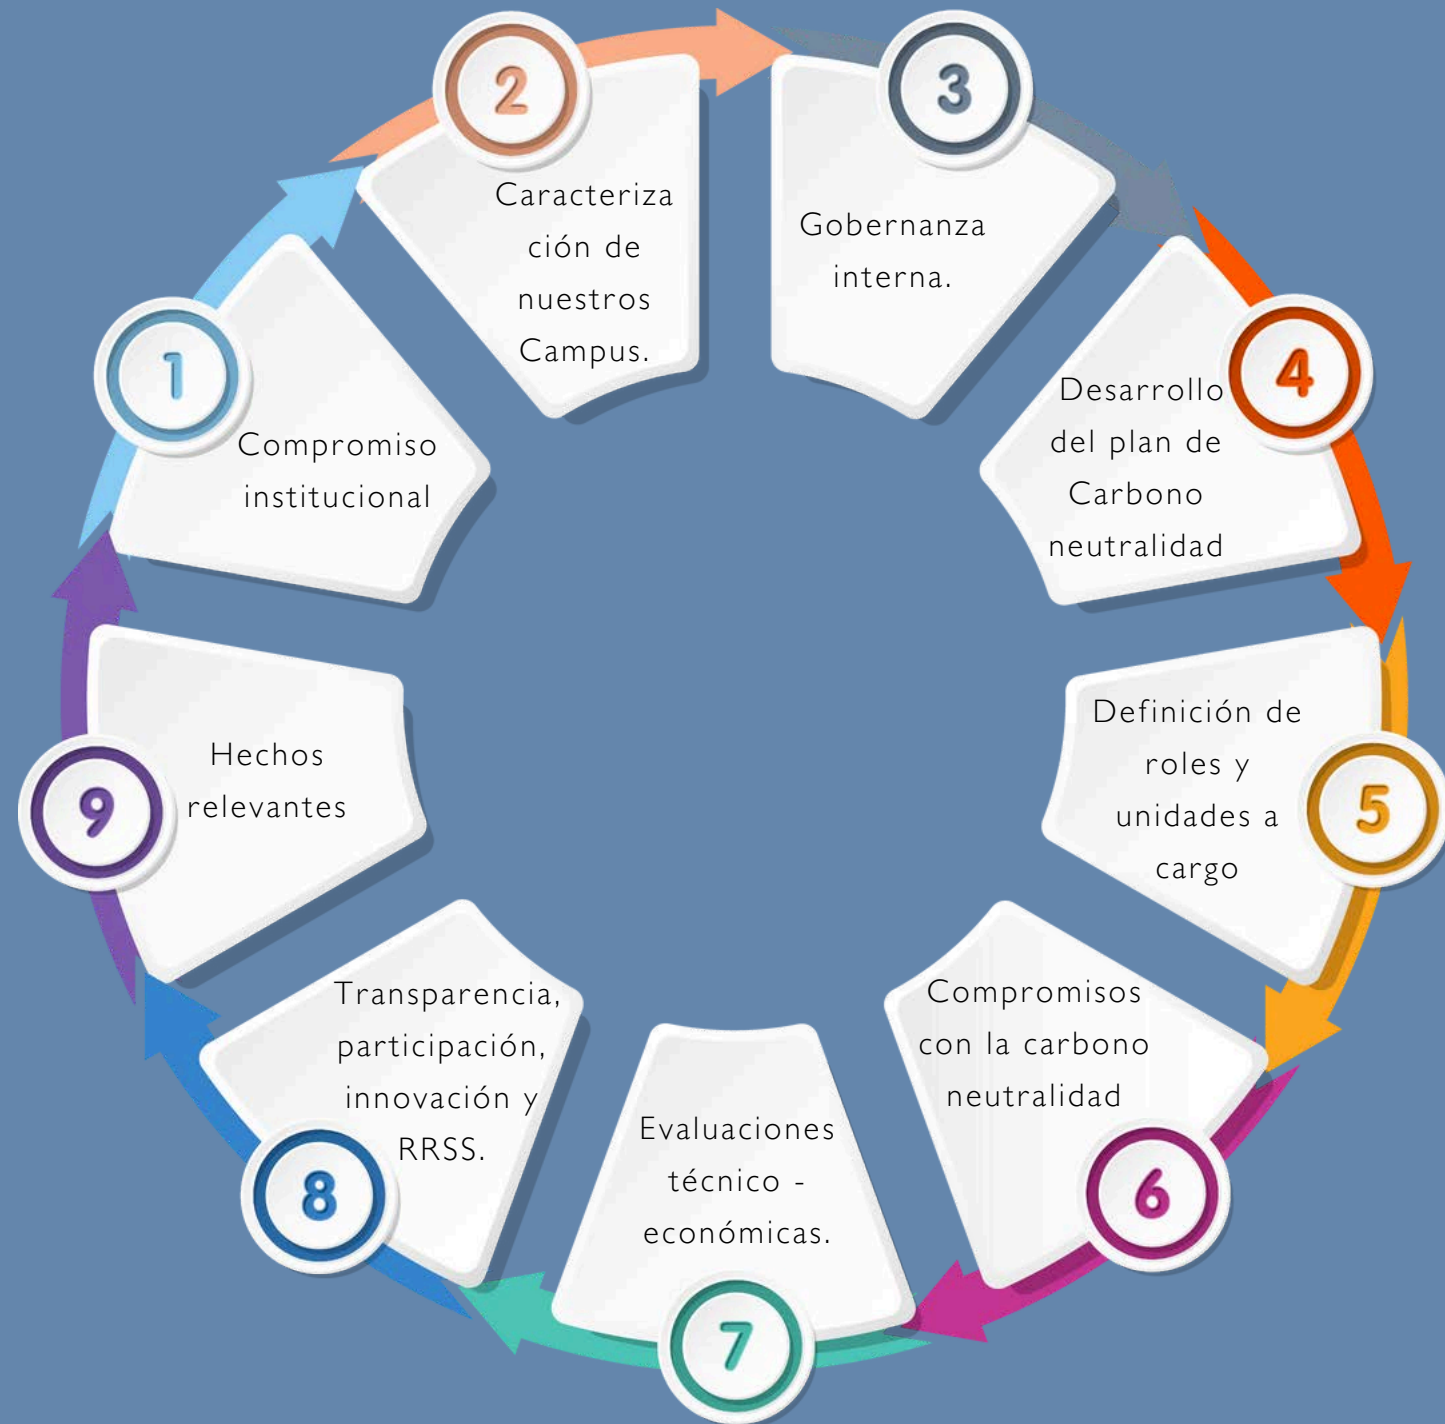 1
Compromiso
institucional
2
Caracteriza
ción de
nuestros
Campus.
3
Gobernanza
interna.
4
Desarrollo
del plan de
Carbono
neutralidad
5
Definición de
roles y
unidades a
cargo
6
Compromisos
con la carbono
neutralidad
7
Evaluaciones
técnico -
económicas.
8
Transparencia,
participación,
innovación y
RRSS.
9
Hechos
relevantes